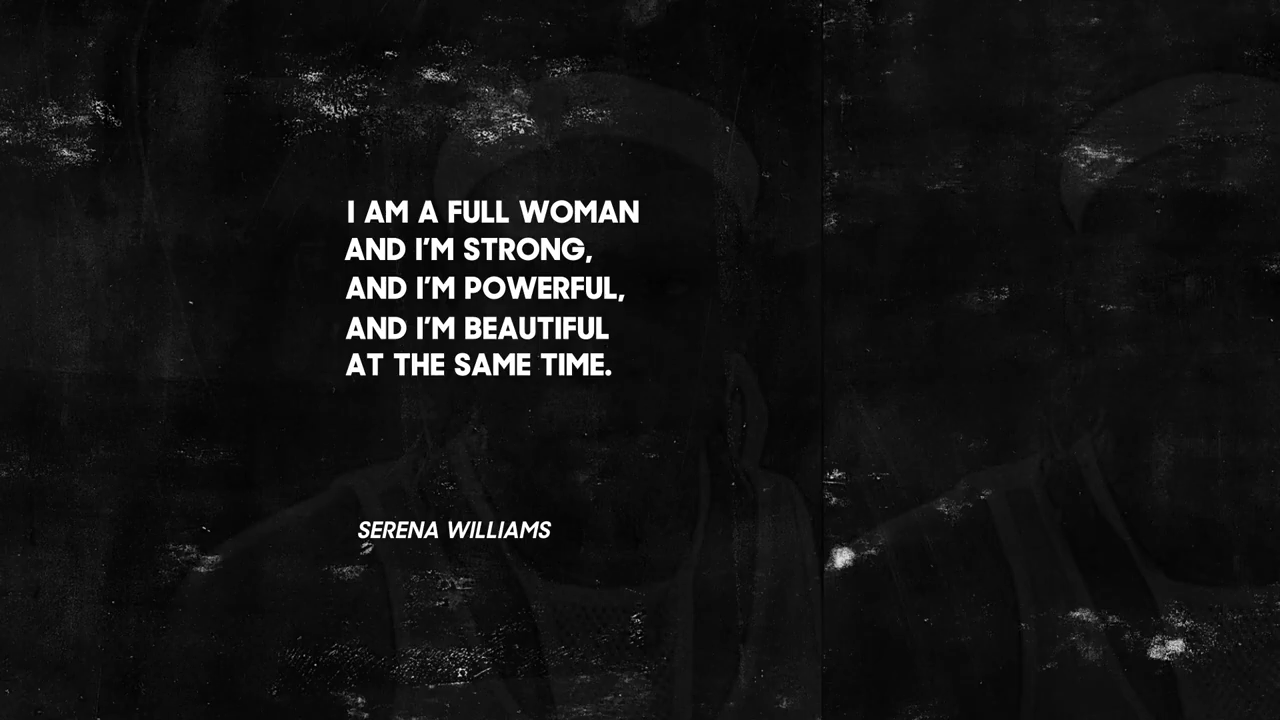 I AM A FULL WOMAN
AND I'M STRONG,
AND I'M POWERFUL,
AND I'M BEAUTIFUL
AT THE SAME TIME.
SERENA WILLIAMS